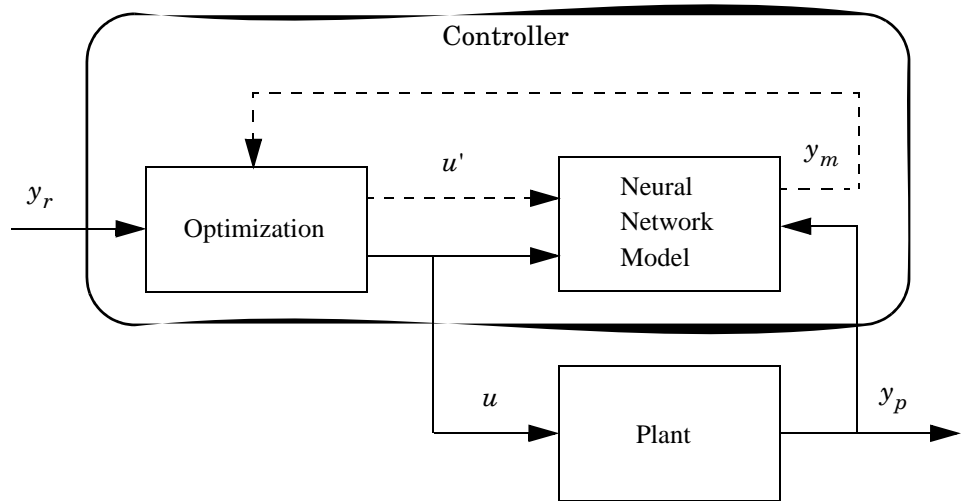 Controller
y_m
u'
Neural
Network
Model
y_r
Optimization
u
y_p
Plant